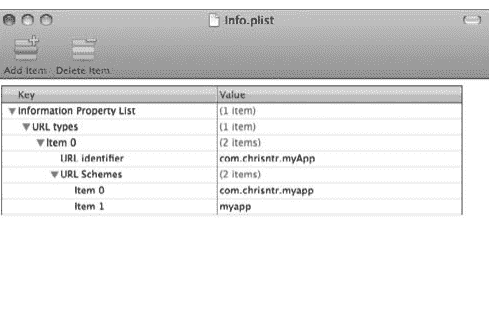 Info.plist
Add Item Delete Item
Key Value
Information Property List (1 item)
URL types (1 item)
Item 0 (2 items)
URL identifier com.chrisntr.myApp
URL Schemes (2 items)
Item 0 com.chrisntr.myapp
Item 1 myapp